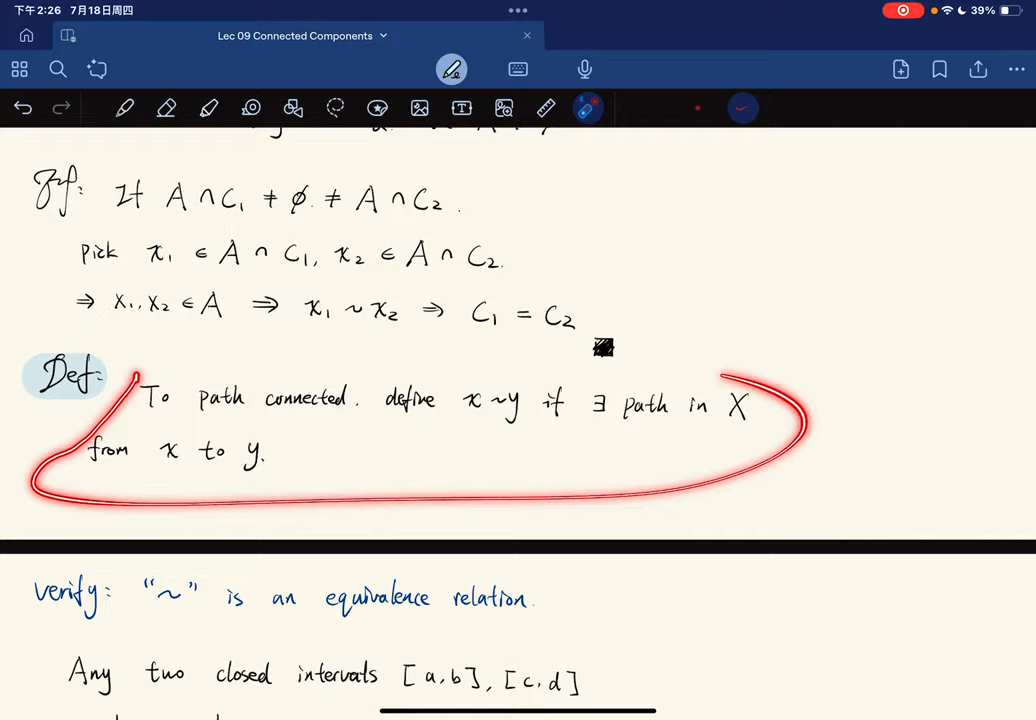 下午2:26 7月18日周四
39%
Lec 09 Connected Components
Pf: If A ∩ C₁ ≠ ∅ ≠ A ∩ C₂.
pick x₁ ∈ A ∩ C₁, x₂ ∈ A ∩ C₂.
⇒ x₁, x₂ ∈ A ⇒ x₁ ~ x₂ ⇒ C₁ = C₂
■
Def: To path connected. define x~y if ∃ path in X
from x to y.
verify: "~" is an equivalence relation.
Any two closed intervals [a,b], [c,d]